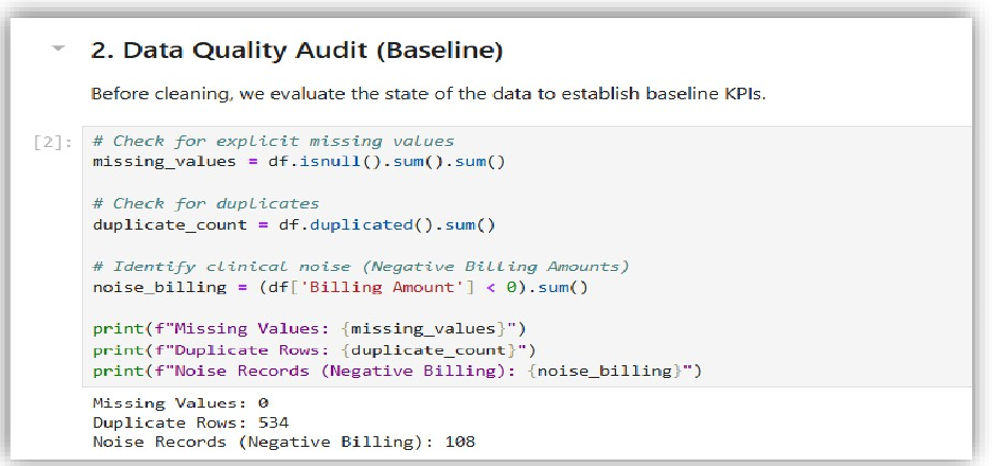 2. Data Quality Audit (Baseline)
Before cleaning, we evaluate the state of the data to establish baseline KPIs.
[2]:
# Check for explicit missing values
missing_values = df.isnull().sum().sum()
# Check for duplicates
duplicate_count = df.duplicated().sum()
# Identify clinical noise (Negative Billing Amounts)
noise_billing = (df['Billing Amount'] < 0).sum()
print(f"Missing Values: {missing_values}")
print(f"Duplicate Rows: {duplicate_count}")
print(f"Noise Records (Negative Billing): {noise_billing}")
Missing Values: 0
Duplicate Rows: 534
Noise Records (Negative Billing): 108